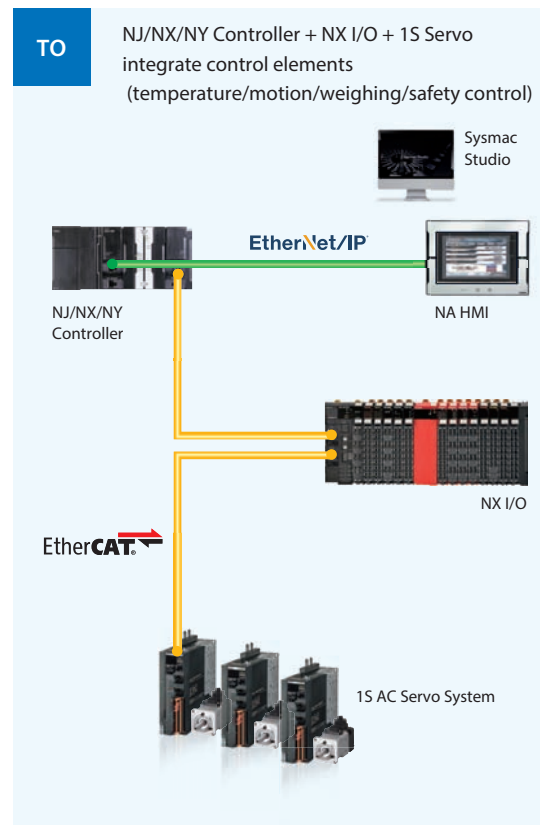 TO
NJ/NX/NY Controller + NX I/O + 1S Servo
integrate control elements
(temperature/motion/weighing/safety control)
Sysmac
Studio
EtherNet/IP
NJ/NX/NY
Controller
NA HMI
NX I/O
EtherCAT®
1S AC Servo System